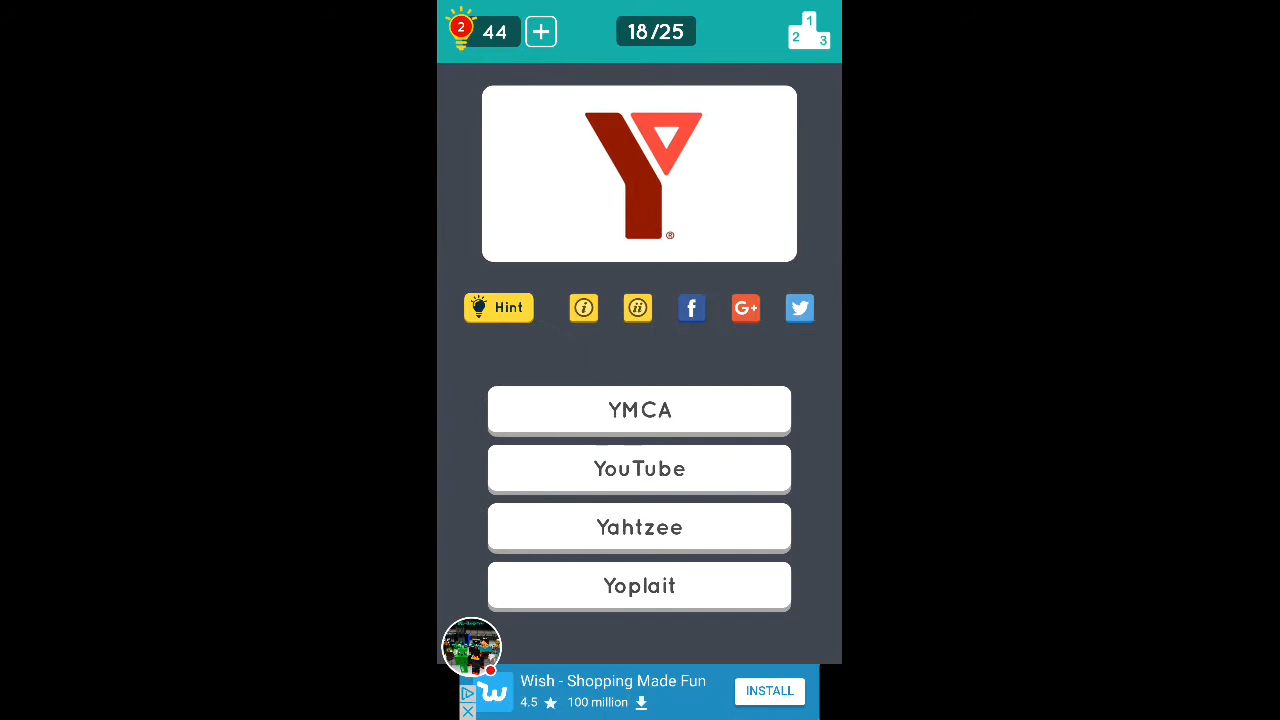 2 44 + 18/25 1 2 3
Y ®
Hint i ii f G+
YMCA
YouTube
Yahtzee
Yoplait
Wish - Shopping Made Fun
4.5 ★ 100 million
INSTALL